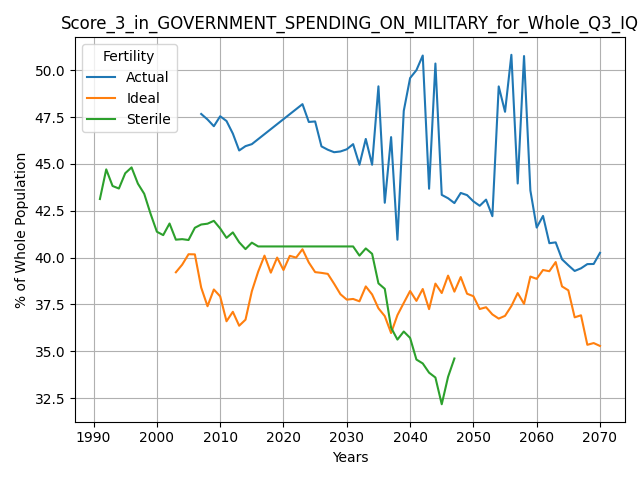 Score_3_in_GOVERNMENT_SPENDING_ON_MILITARY_for_Whole_Q3_IQ
Fertility
Actual
Ideal
Sterile
% of Whole Population
50.0
47.5
45.0
42.5
40.0
37.5
35.0
32.5
1990 2000 2010 2020 2030 2040 2050 2060 2070
Years